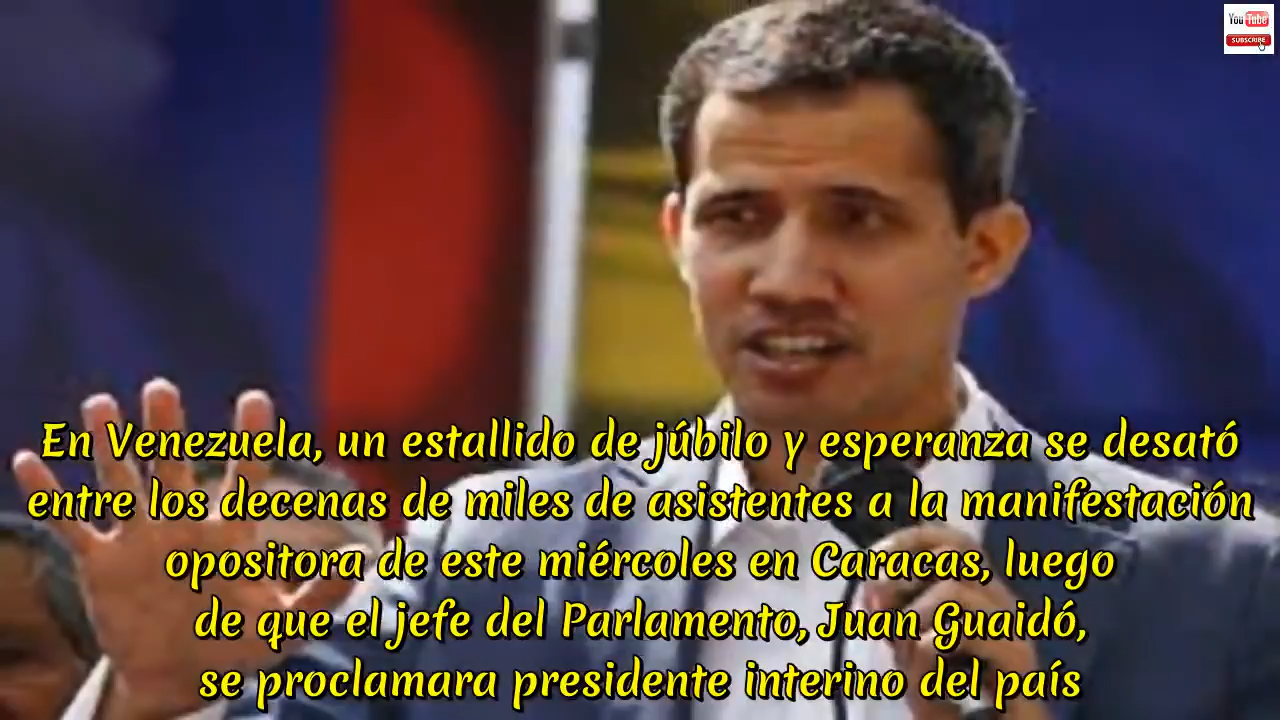 You Tube
SUBSCRIBE
En Venezuela, un estallido de júbilo y esperanza se desató
entre los decenas de miles de asistentes a la manifestación
opositora de este miércoles en Caracas, luego
de que el jefe del Parlamento, Juan Guaidó,
se proclamara presidente interino del país